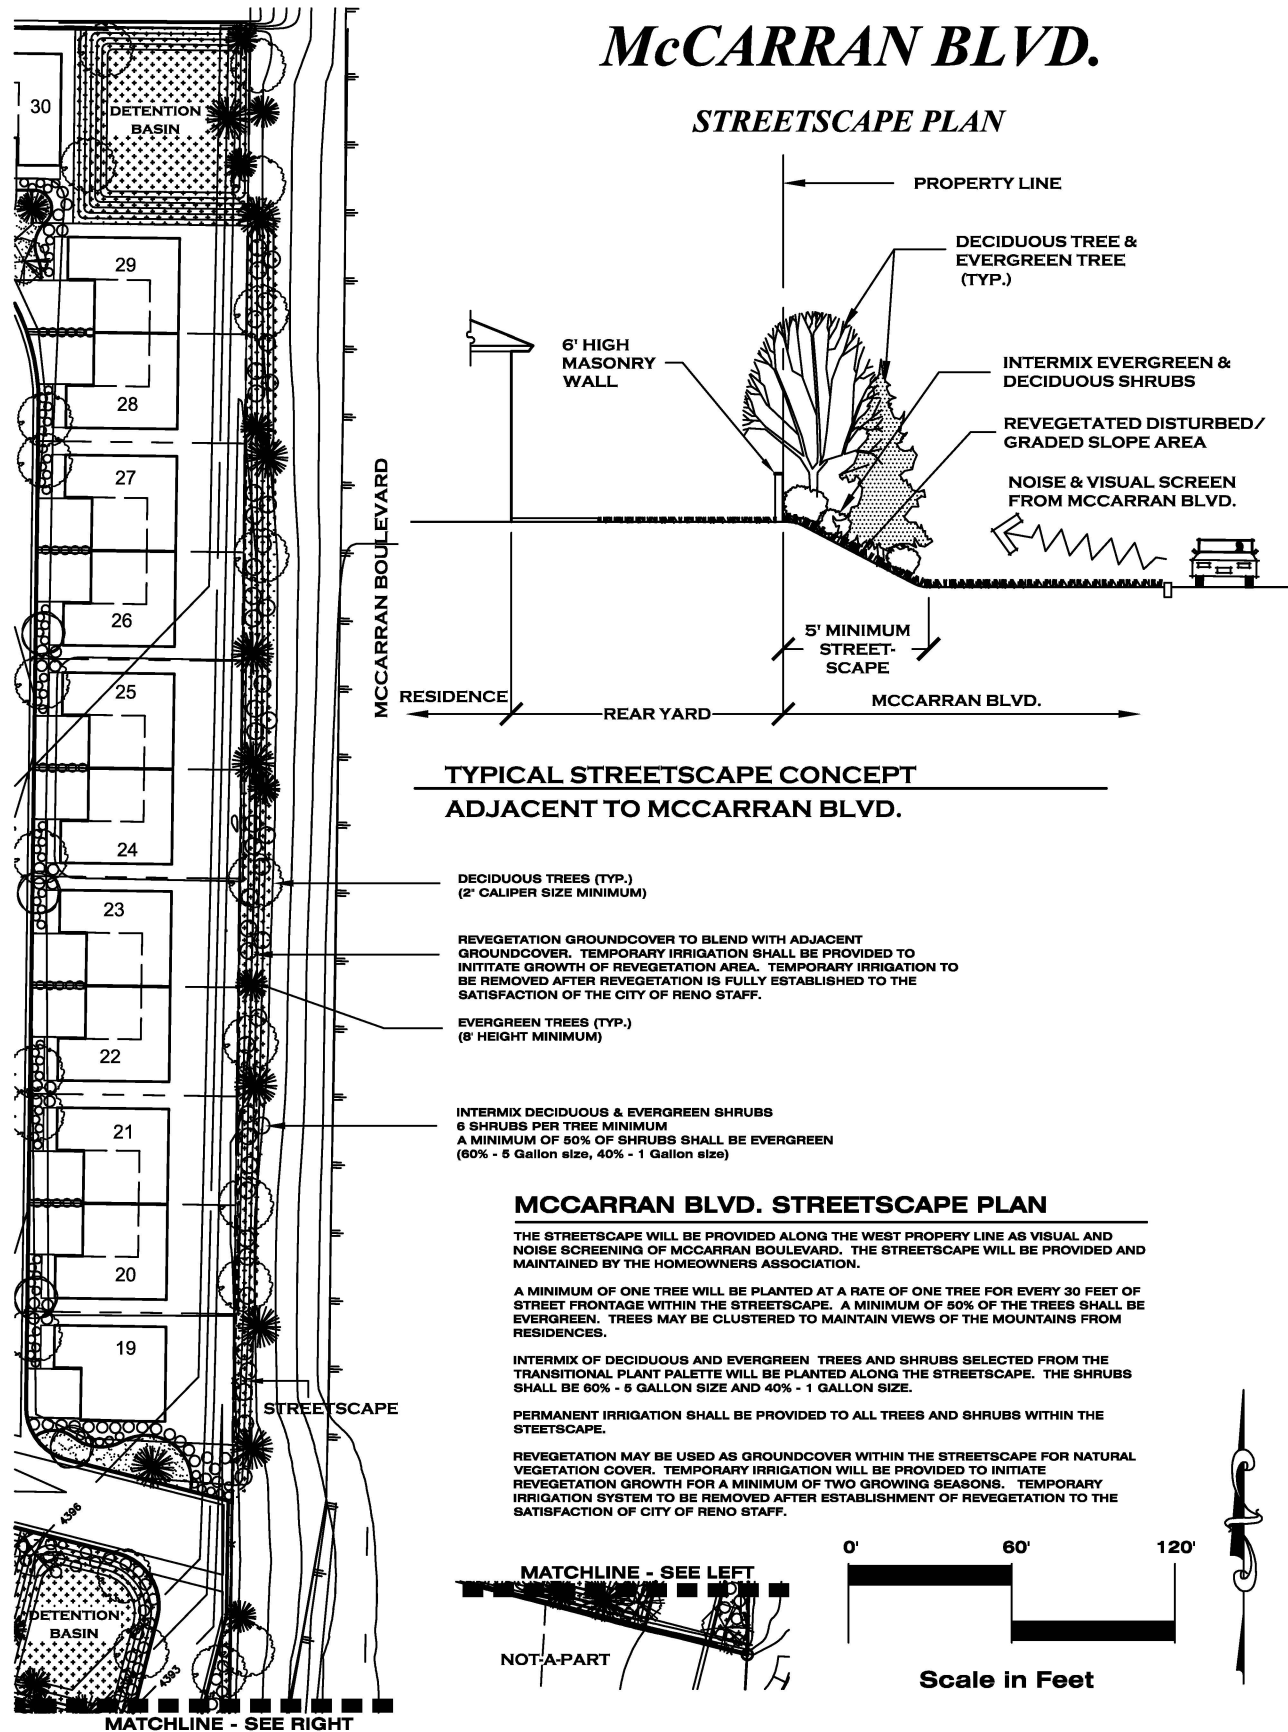 McCARRAN BLVD.
STREETSCAPE PLAN
30
DETENTION
BASIN
29
28
27
26
25
24
23
22
21
20
19
MCCARRAN BOULEVARD
STREETSCAPE
4396
DETENTION
BASIN
4393
MATCHLINE - SEE RIGHT
PROPERTY LINE
DECIDUOUS TREE &
EVERGREEN TREE
(TYP.)
6' HIGH
MASONRY
WALL
INTERMIX EVERGREEN &
DECIDUOUS SHRUBS
REVEGETATED DISTURBED/
GRADED SLOPE AREA
NOISE & VISUAL SCREEN
FROM MCCARRAN BLVD.
5' MINIMUM
STREET-
SCAPE
RESIDENCE
REAR YARD
MCCARRAN BLVD.
TYPICAL STREETSCAPE CONCEPT
ADJACENT TO MCCARRAN BLVD.
DECIDUOUS TREES (TYP.)
(2" CALIPER SIZE MINIMUM)
REVEGETATION GROUNDCOVER TO BLEND WITH ADJACENT
GROUNDCOVER. TEMPORARY IRRIGATION SHALL BE PROVIDED TO
INITITATE GROWTH OF REVEGETATION AREA. TEMPORARY IRRIGATION TO
BE REMOVED AFTER REVEGETATION IS FULLY ESTABLISHED TO THE
SATISFACTION OF THE CITY OF RENO STAFF.
EVERGREEN TREES (TYP.)
(8' HEIGHT MINIMUM)
INTERMIX DECIDUOUS & EVERGREEN SHRUBS
6 SHRUBS PER TREE MINIMUM
A MINIMUM OF 50% OF SHRUBS SHALL BE EVERGREEN
(60% - 5 Gallon size, 40% - 1 Gallon size)
MCCARRAN BLVD. STREETSCAPE PLAN
THE STREETSCAPE WILL BE PROVIDED ALONG THE WEST PROPERY LINE AS VISUAL AND
NOISE SCREENING OF MCCARRAN BOULEVARD. THE STREETSCAPE WILL BE PROVIDED AND
MAINTAINED BY THE HOMEOWNERS ASSOCIATION.
A MINIMUM OF ONE TREE WILL BE PLANTED AT A RATE OF ONE TREE FOR EVERY 30 FEET OF
STREET FRONTAGE WITHIN THE STREETSCAPE. A MINIMUM OF 50% OF THE TREES SHALL BE
EVERGREEN. TREES MAY BE CLUSTERED TO MAINTAIN VIEWS OF THE MOUNTAINS FROM
RESIDENCES.
INTERMIX OF DECIDUOUS AND EVERGREEN TREES AND SHRUBS SELECTED FROM THE
TRANSITIONAL PLANT PALETTE WILL BE PLANTED ALONG THE STREETSCAPE. THE SHRUBS
SHALL BE 60% - 5 GALLON SIZE AND 40% - 1 GALLON SIZE.
PERMANENT IRRIGATION SHALL BE PROVIDED TO ALL TREES AND SHRUBS WITHIN THE
STEETSCAPE.
REVEGETATION MAY BE USED AS GROUNDCOVER WITHIN THE STREETSCAPE FOR NATURAL
VEGETATION COVER. TEMPORARY IRRIGATION WILL BE PROVIDED TO INITIATE
REVEGETATION GROWTH FOR A MINIMUM OF TWO GROWING SEASONS. TEMPORARY
IRRIGATION SYSTEM TO BE REMOVED AFTER ESTABLISHMENT OF REVEGETATION TO THE
SATISFACTION OF CITY OF RENO STAFF.
MATCHLINE - SEE LEFT
NOT-A-PART
0' 60' 120'
Scale in Feet